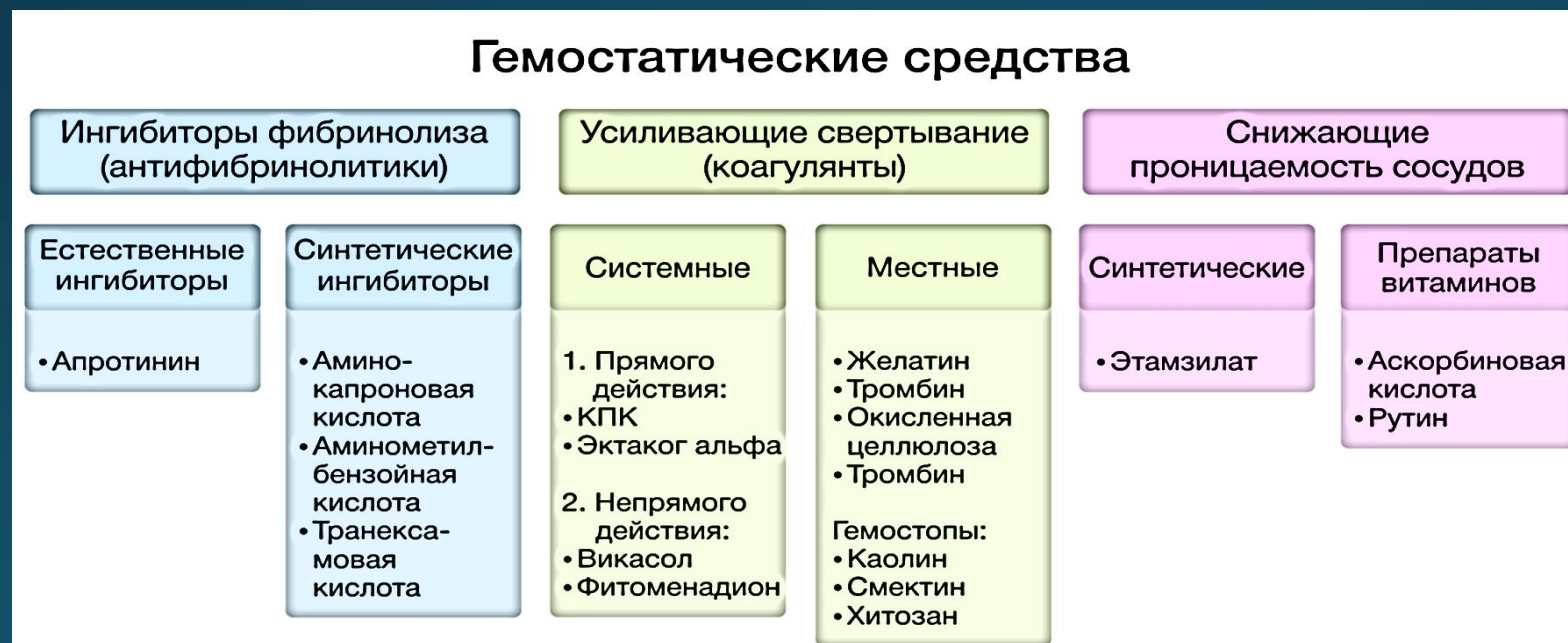 Гемостатические средства
Ингибиторы фибринолиза
(антифибринолитики)
Естественные
ингибиторы
•Апротинин
Синтетические
ингибиторы
•Амино-
капроновая
кислота
•Аминометил-
бензойная
кислота
•Транекса-
мовая
кислота
Усиливающие свертывание
(коагулянты)
Системные
1. Прямого
действия:
•КПК
•Эктаког альфа
2. Непрямого
действия:
•Викасол
•Фитоменадион
Местные
•Желатин
•Тромбин
•Окисленная
целлюлоза
•Тромбин
Гемостопы:
•Каолин
•Смектин
•Хитозан
Снижающие
проницаемость сосудов
Синтетические
•Этамзилат
Препараты
витаминов
•Аскорбиновая
кислота
•Рутин